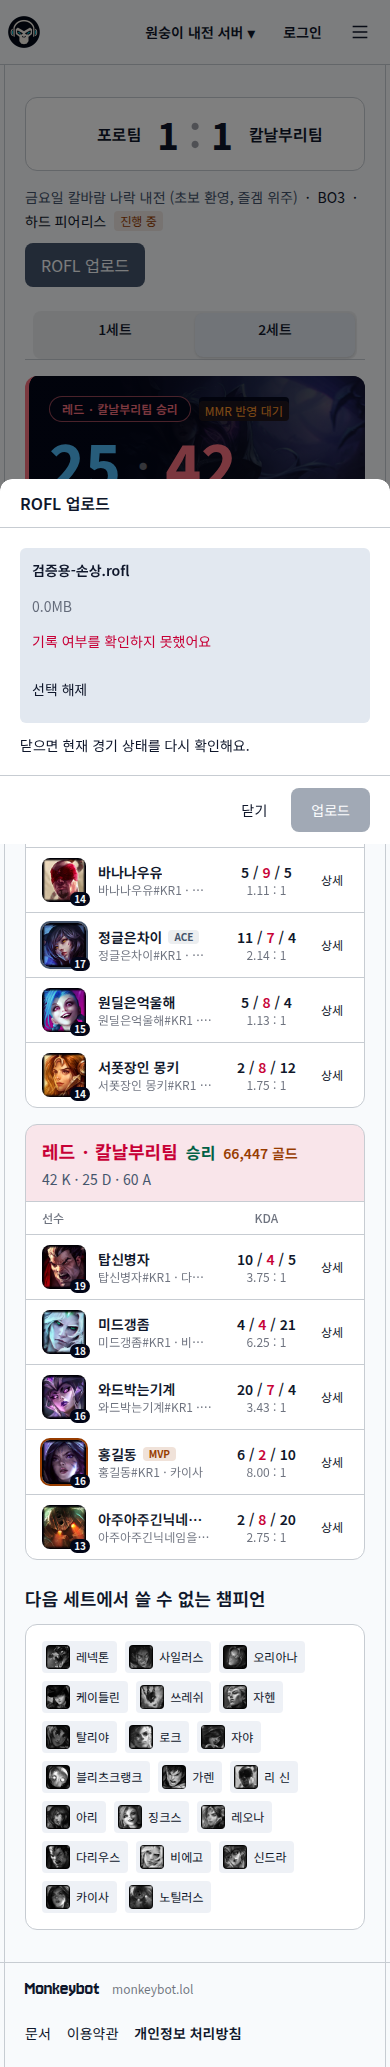 원숭이 내전 서버 ▾ 로그인
포로팀 1 : 1 칼날부리팀
금요일 칼바람 나락 내전 (초보 환영, 즐겜 위주) · BO3 ·
하드 피어리스 진행 중
ROFL 업로드
1세트 2세트
레드 · 칼날부리팀 승리 MMR 반영 대기
25 · 42
ROFL 업로드
검증용-손상.rofl
0.0MB
기록 여부를 확인하지 못했어요
선택 해제
닫으면 현재 경기 상태를 다시 확인해요.
닫기 업로드
바나나우유 5 / 9 / 5 상세
바나나우유#KR1 · ... 1.11 : 1
14
정글은차이 ACE 11 / 7 / 4 상세
정글은차이#KR1 · ... 2.14 : 1
17
원딜은억울해 5 / 8 / 4 상세
원딜은억울해#KR1 ·... 1.13 : 1
15
서폿장인 몽키 2 / 8 / 12 상세
서폿장인 몽키#KR1 ... 1.75 : 1
14
레드 · 칼날부리팀 승리 66,447 골드
42 K · 25 D · 60 A
선수 KDA
탑신병자 10 / 4 / 5 상세
탑신병자#KR1 · 다... 3.75 : 1
19
미드갱좀 4 / 4 / 21 상세
미드갱좀#KR1 · 비... 6.25 : 1
18
와드박는기계 20 / 7 / 4 상세
와드박는기계#KR1 ·... 3.43 : 1
16
홍길동 MVP 6 / 2 / 10 상세
홍길동#KR1 · 카이사 8.00 : 1
16
아주아주긴닉네... 2 / 8 / 20 상세
아주아주긴닉네임을... 2.75 : 1
13
다음 세트에서 쓸 수 없는 챔피언
레넥톤 사일러스 오리아나
케이틀린 쓰레쉬 자헨
탈리야 로크 자야
블리츠크랭크 가렌 리 신
아리 징크스 레오나
다리우스 비에고 신드라
카이사 노틸러스
Monkeybot monkeybot.lol
문서 이용약관 개인정보 처리방침